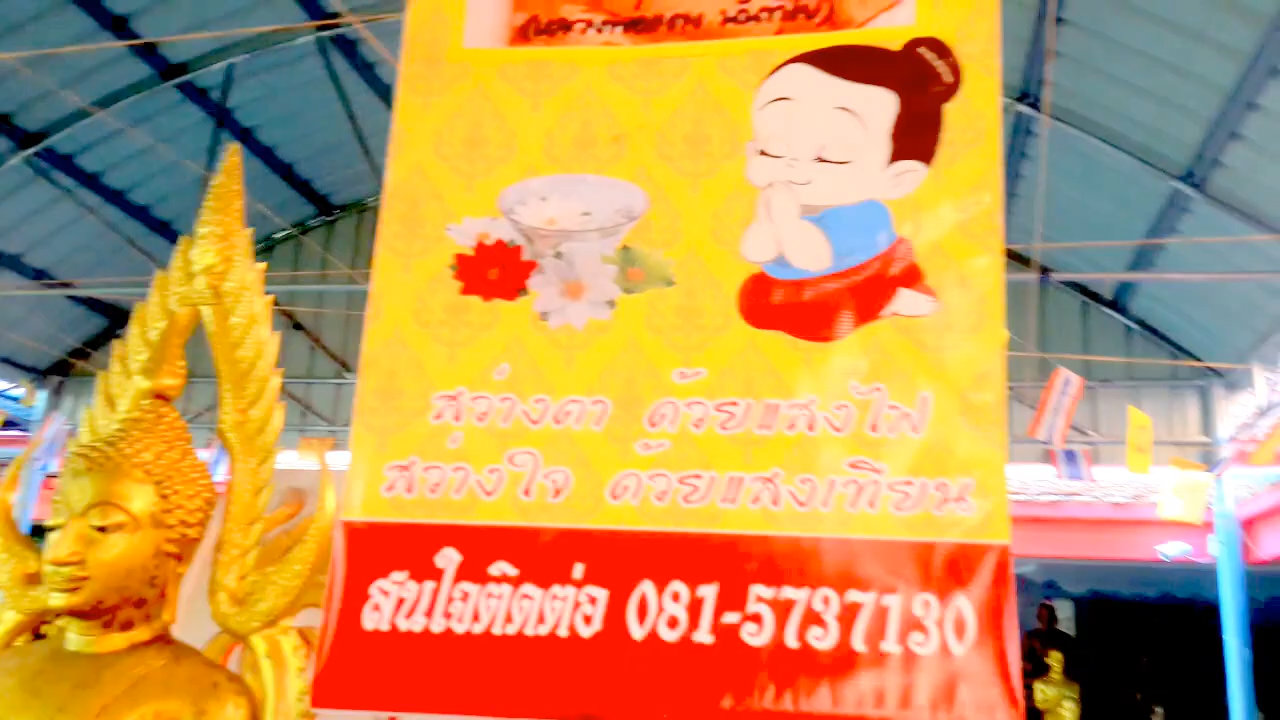 สว่างตา ด้วยแสงไฟ
สว่างใจ ด้วยแสงเทียน
สนใจติดต่อ 081-5737130